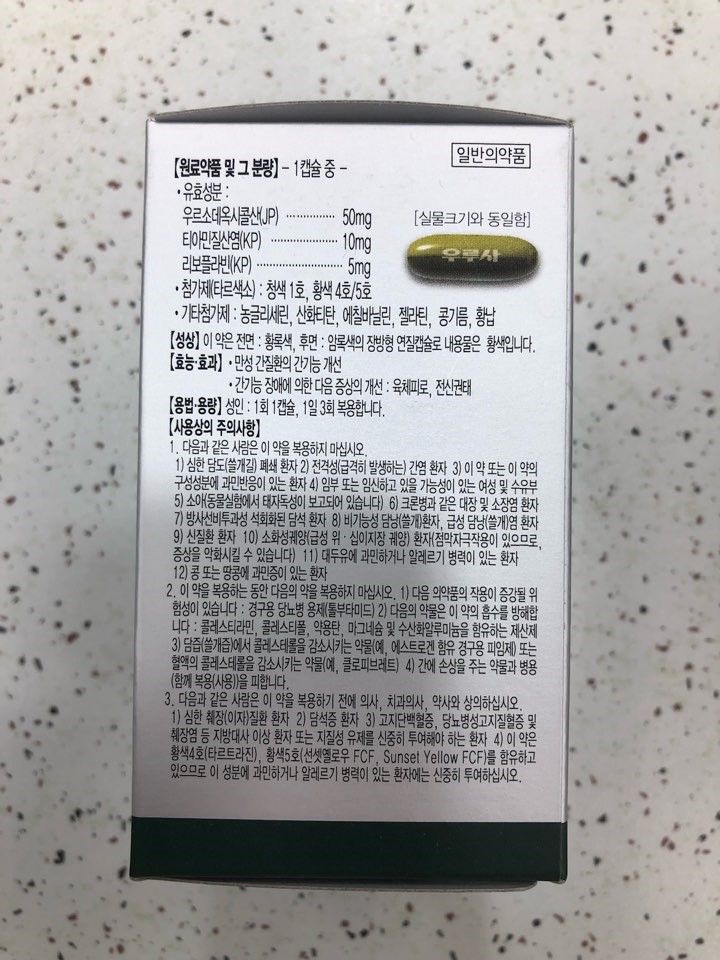 일반의약품
【원료약품 및 그 분량】 - 1캡슐 중 -
• 유효성분 :
우르소데옥시콜산(JP) ················ 50mg
티아민질산염(KP) ······················ 10mg
리보플라빈(KP) ·························· 5mg
[실물크기와 동일함]
우루사
• 첨가제(타르색소) : 청색 1호, 황색 4호/5호
• 기타첨가제 : 농글리세린, 산화티탄, 에칠바닐린, 젤라틴, 콩기름, 황납
【성상】 이 약은 전면 : 황록색, 후면 : 암록색의 장방형 연질캡슐로 내용물은 황색입니다.
【효능·효과】 • 만성 간질환의 간기능 개선
• 간기능 장애에 의한 다음 증상의 개선 : 육체피로, 전신권태
【용법·용량】 성인 : 1회 1캡슐, 1일 3회 복용합니다.
【사용상의 주의사항】
1. 다음과 같은 사람은 이 약을 복용하지 마십시오.
1) 심한 담도(쓸개길) 폐쇄 환자 2) 전격성(급격히 발생하는) 간염 환자 3) 이 약 또는 이 약의
구성성분에 과민반응이 있는 환자 4) 임부 또는 임신하고 있을 가능성이 있는 여성 및 수유부
5) 소아(동물실험에서 태자독성이 보고되어 있습니다) 6) 크론병과 같은 대장 및 소장염 환자
7) 방사선비투과성 석회화된 담석 환자 8) 비기능성 담낭(쓸개)환자, 급성 담낭(쓸개)염 환자
9) 신질환 환자 10) 소화성궤양(급성 위 · 십이지장 궤양) 환자(점막자극작용이 있으므로,
증상을 악화시킬 수 있습니다) 11) 대두유에 과민하거나 알레르기 병력이 있는 환자
12) 콩 또는 땅콩에 과민증이 있는 환자
2. 이 약을 복용하는 동안 다음의 약을 복용하지 마십시오. 1) 다음 의약품의 작용이 증강될 위
험성이 있습니다 : 경구용 당뇨병 용제(톨부타미드) 2) 다음의 약물은 이 약의 흡수를 방해합
니다 : 콜레스티라민, 콜레스티폴, 약용탄, 마그네슘 및 수산화알루미늄을 함유하는 제산제
3) 담즙(쓸개즙)에서 콜레스테롤을 감소시키는 약물(예, 에스트로겐 함유 경구용 피임제) 또는
혈액의 콜레스테롤을 감소시키는 약물(예, 클로피브레트) 4) 간에 손상을 주는 약물과 병용
(함께 복용(사용))을 피합니다.
3. 다음과 같은 사람은 이 약을 복용하기 전에 의사, 치과의사, 약사와 상의하십시오.
1) 심한 췌장(이자)질환 환자 2) 담석증 환자 3) 고지단백혈증, 당뇨병성고지질혈증 및
췌장염 등 지방대사 이상 환자 또는 지질성 유제를 신중히 투여해야 하는 환자 4) 이 약은
황색4호(타르트라진), 황색5호(선셋옐로우 FCF, Sunset Yellow FCF)를 함유하고
있으므로 이 성분에 과민하거나 알레르기 병력이 있는 환자에는 신중히 투여하십시오.